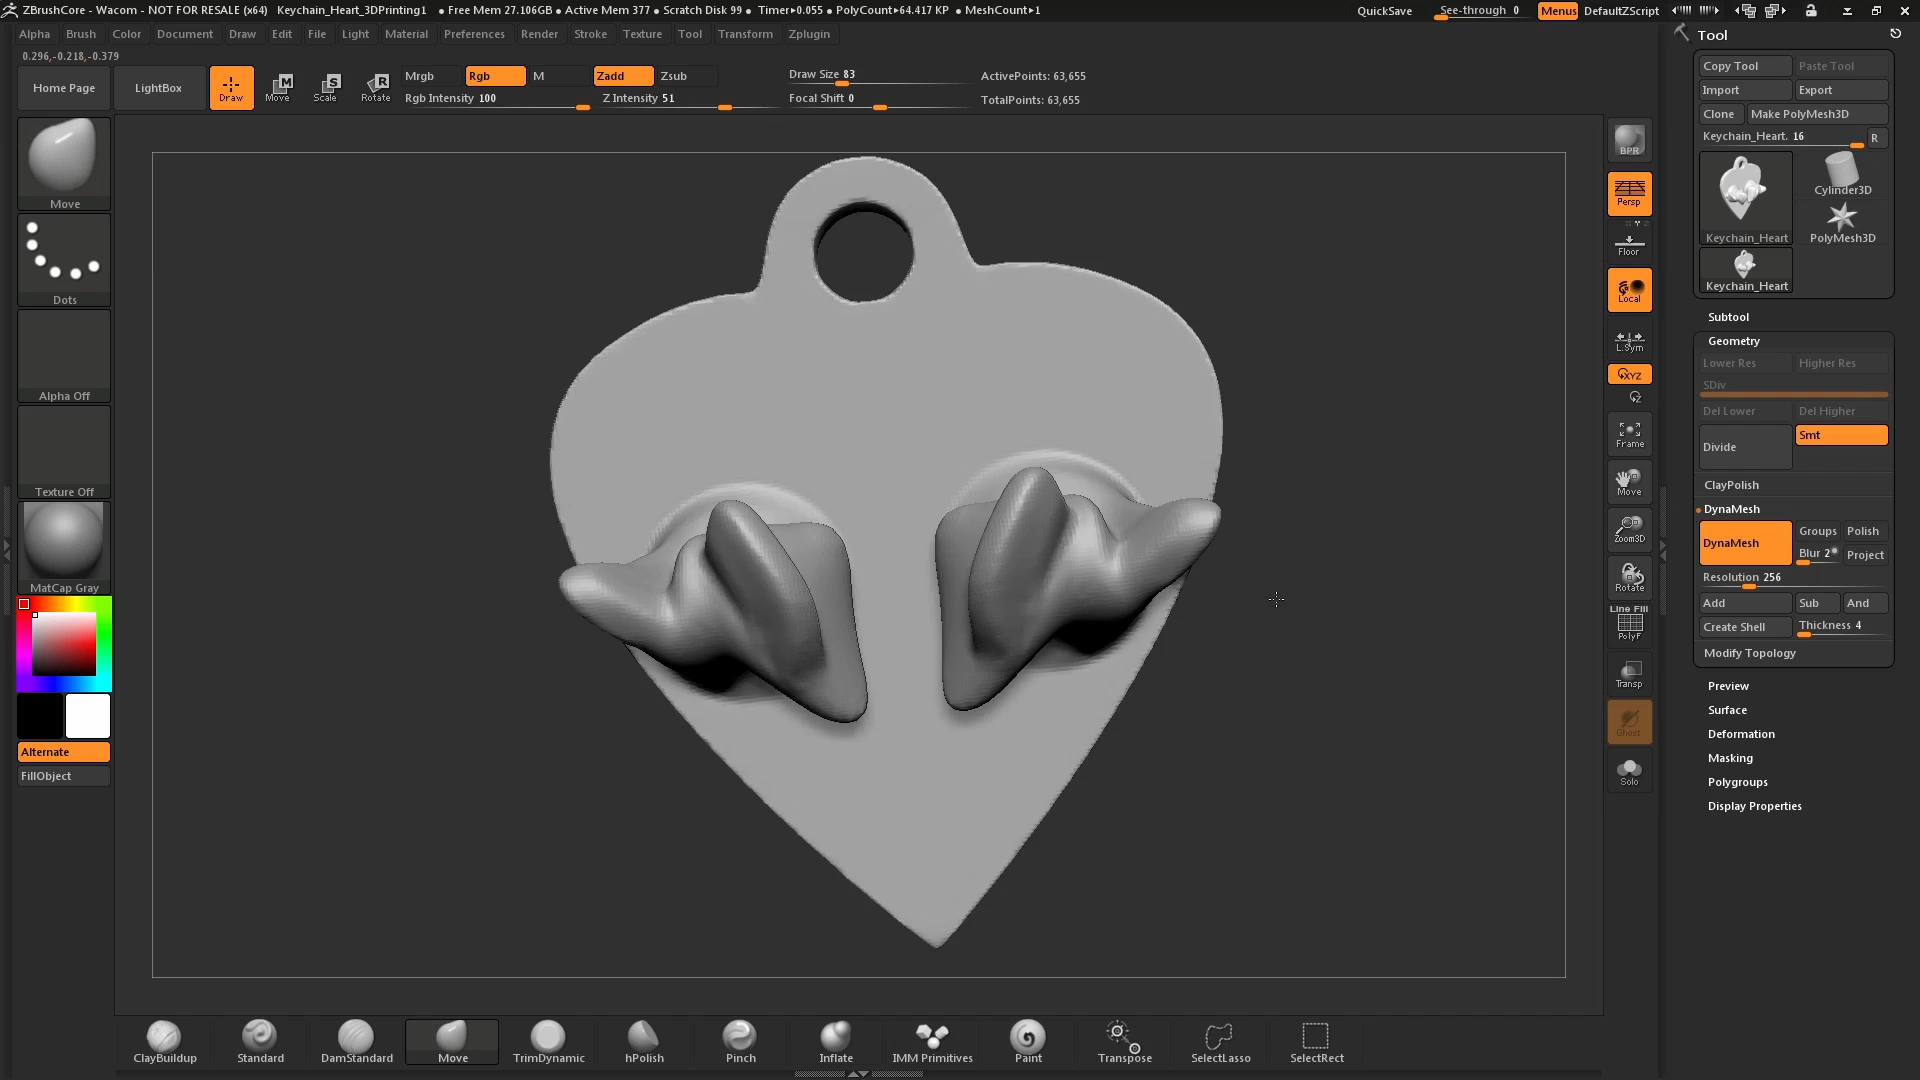 ZBrushCore - Wacom - NOT FOR RESALE (x64) Keychain_Heart_3DPrinting1 • Free Mem 27.106GB • Active Mem 377 • Scratch Disk 99 • Timer▸0.055 • PolyCount▸64.417 KP • MeshCount▸1
QuickSave See-through 0 Menus DefaultZScript
Alpha Brush Color Document Draw Edit File Light Material Preferences Render Stroke Texture Tool Transform Zplugin
0.296,-0.218,-0.379
Home Page LightBox Draw Move Scale Rotate
Mrgb Rgb M Zadd Zsub
Rgb Intensity 100 Z Intensity 51
Draw Size 83
Focal Shift 0
ActivePoints: 63,655
TotalPoints: 63,655
Move
Dots
Alpha Off
Texture Off
MatCap Gray
Alternate
FillObject
BPR
Persp
Floor
Local
L.Sym
XYZ
Frame
Move
Zoom3D
Rotate
Line Fill
PolyF
Transp
Ghost
Solo
Tool
Copy Tool Paste Tool
Import Export
Clone Make PolyMesh3D
Keychain_Heart. 16 R
Keychain_Heart
Cylinder3D
PolyMesh3D
Keychain_Heart
Subtool
Geometry
Lower Res Higher Res
SDiv
Del Lower Del Higher
Divide Smt
ClayPolish
DynaMesh
DynaMesh Groups Polish
Blur 2 Project
Resolution 256
Add Sub And
Create Shell Thickness 4
Modify Topology
Preview
Surface
Deformation
Masking
Polygroups
Display Properties
ClayBuildup Standard DamStandard Move TrimDynamic hPolish Pinch Inflate IMM Primitives Paint Transpose SelectLasso SelectRect